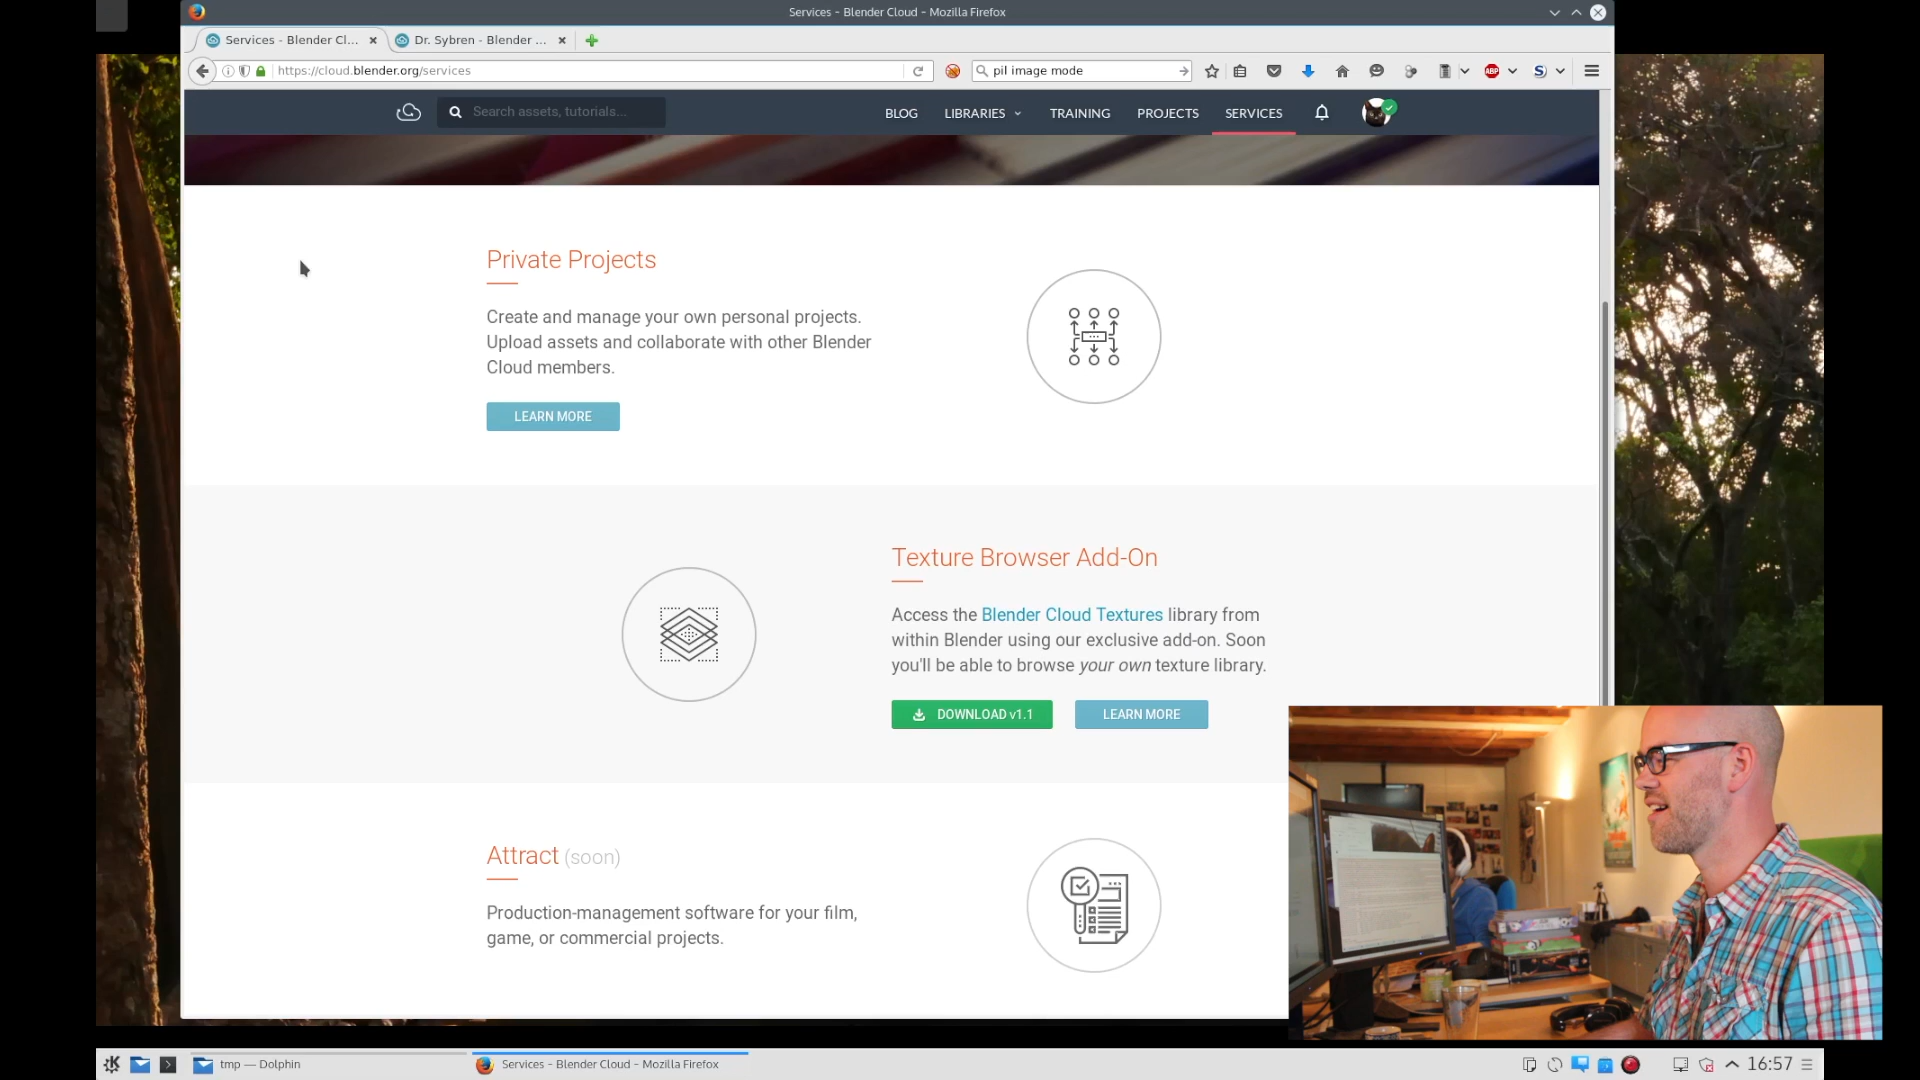 Services - Blender Cloud - Mozilla Firefox
Services - Blender Cl...
Dr. Sybren - Blender ...
https://cloud.blender.org/services
pil image mode
ABP
S
Search assets, tutorials...
BLOG
LIBRARIES
TRAINING
PROJECTS
SERVICES
Private Projects
Create and manage your own personal projects.
Upload assets and collaborate with other Blender
Cloud members.
LEARN MORE
Texture Browser Add-On
Access the Blender Cloud Textures library from
within Blender using our exclusive add-on. Soon
you'll be able to browse your own texture library.
DOWNLOAD v1.1
LEARN MORE
Attract (soon)
Production-management software for your film,
game, or commercial projects.
tmp — Dolphin
Services - Blender Cloud - Mozilla Firefox
16:57